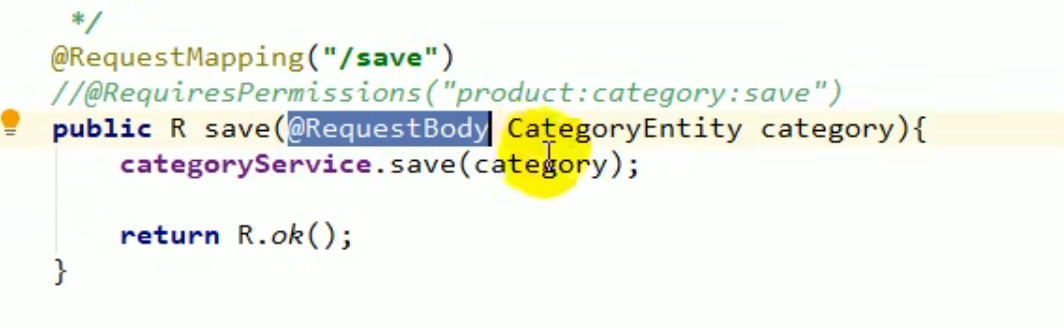 */
@RequestMapping("/save")
//@RequiresPermissions("product:category:save")
public R save(@RequestBody CategoryEntity category){
categoryService.save(category);
return R.ok();
}